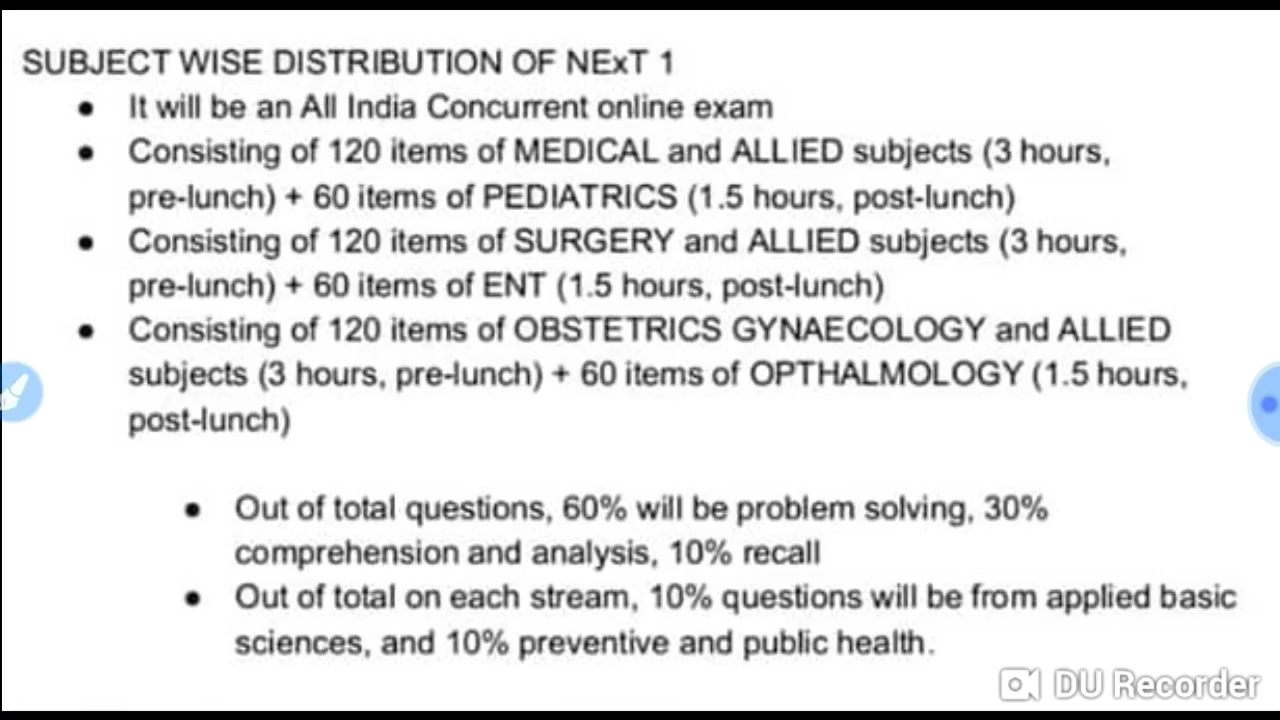 SUBJECT WISE DISTRIBUTION OF NExT 1
• It will be an All India Concurrent online exam
• Consisting of 120 items of MEDICAL and ALLIED subjects (3 hours,
pre-lunch) + 60 items of PEDIATRICS (1.5 hours, post-lunch)
• Consisting of 120 items of SURGERY and ALLIED subjects (3 hours,
pre-lunch) + 60 items of ENT (1.5 hours, post-lunch)
• Consisting of 120 items of OBSTETRICS GYNAECOLOGY and ALLIED
subjects (3 hours, pre-lunch) + 60 items of OPTHALMOLOGY (1.5 hours,
post-lunch)
• Out of total questions, 60% will be problem solving, 30%
comprehension and analysis, 10% recall
• Out of total on each stream, 10% questions will be from applied basic
sciences, and 10% preventive and public health.
DU Recorder